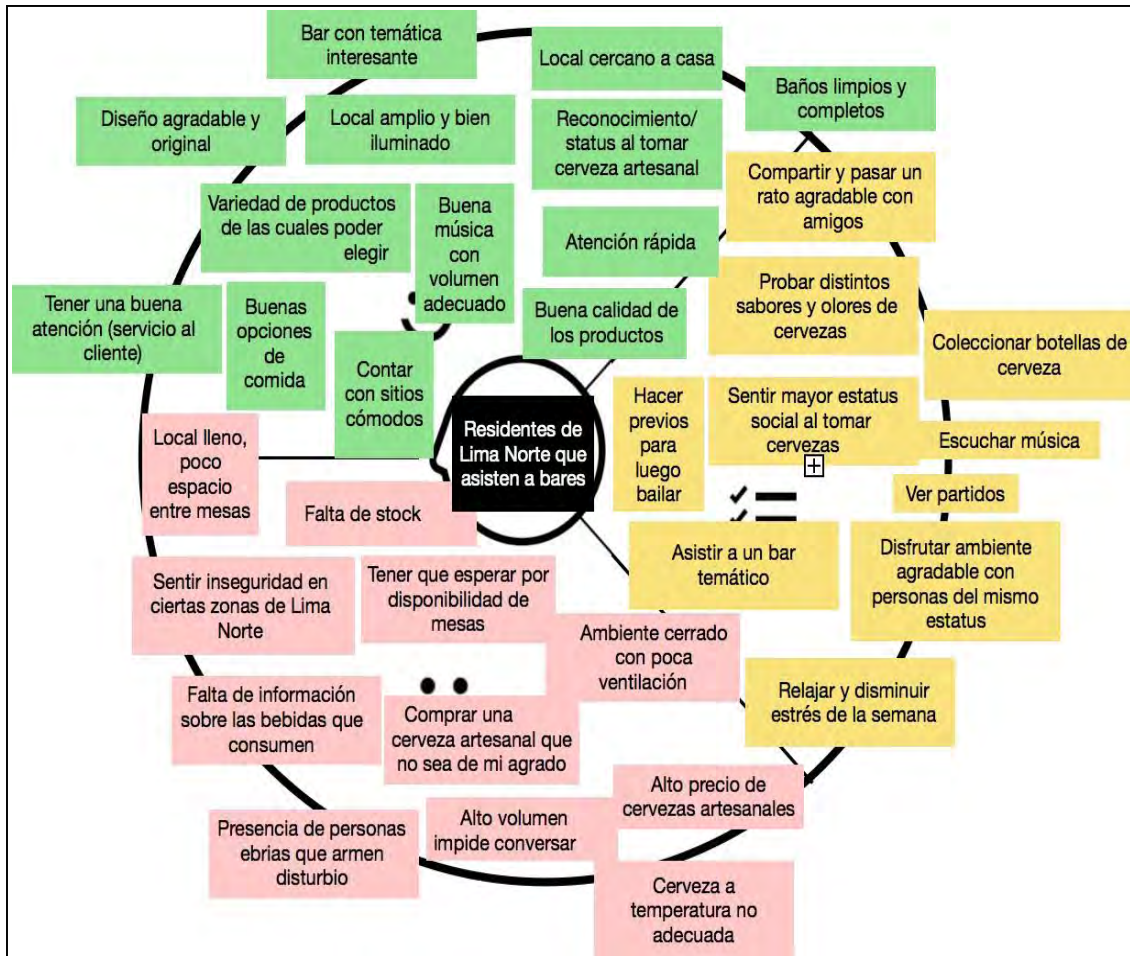 Bar con temática
interesante
Local cercano a casa
Baños limpios y
completos
Diseño agradable y
original
Local amplio y bien
iluminado
Reconocimiento/
status al tomar
cerveza artesanal
Compartir y pasar un
rato agradable con
amigos
Variedad de productos
de las cuales poder
elegir
Buena
música
con
volumen
adecuado
Atención rápida
Probar distintos
sabores y olores de
cervezas
Tener una buena
atención (servicio al
cliente)
Buenas
opciones
de
comida
Buena calidad de
los productos
Coleccionar botellas de
cerveza
Contar
con sitios
cómodos
Residentes de
Lima Norte que
asisten a bares
Hacer
previos
para
luego
bailar
Sentir mayor estatus
social al tomar
cervezas
Escuchar música
Local lleno,
poco
espacio
entre mesas
Falta de stock
Ver partidos
Asistir a un bar
temático
Disfrutar ambiente
agradable con
personas del mismo
estatus
Sentir inseguridad en
ciertas zonas de Lima
Norte
Tener que esperar por
disponibilidad de
mesas
Ambiente cerrado
con poca
ventilación
Relajar y disminuir
estrés de la semana
Falta de información
sobre las bebidas que
consumen
Comprar una
cerveza artesanal que
no sea de mi agrado
Alto precio de
cervezas artesanales
Presencia de personas
ebrias que armen
disturbio
Alto volumen
impide conversar
Cerveza a
temperatura no
adecuada